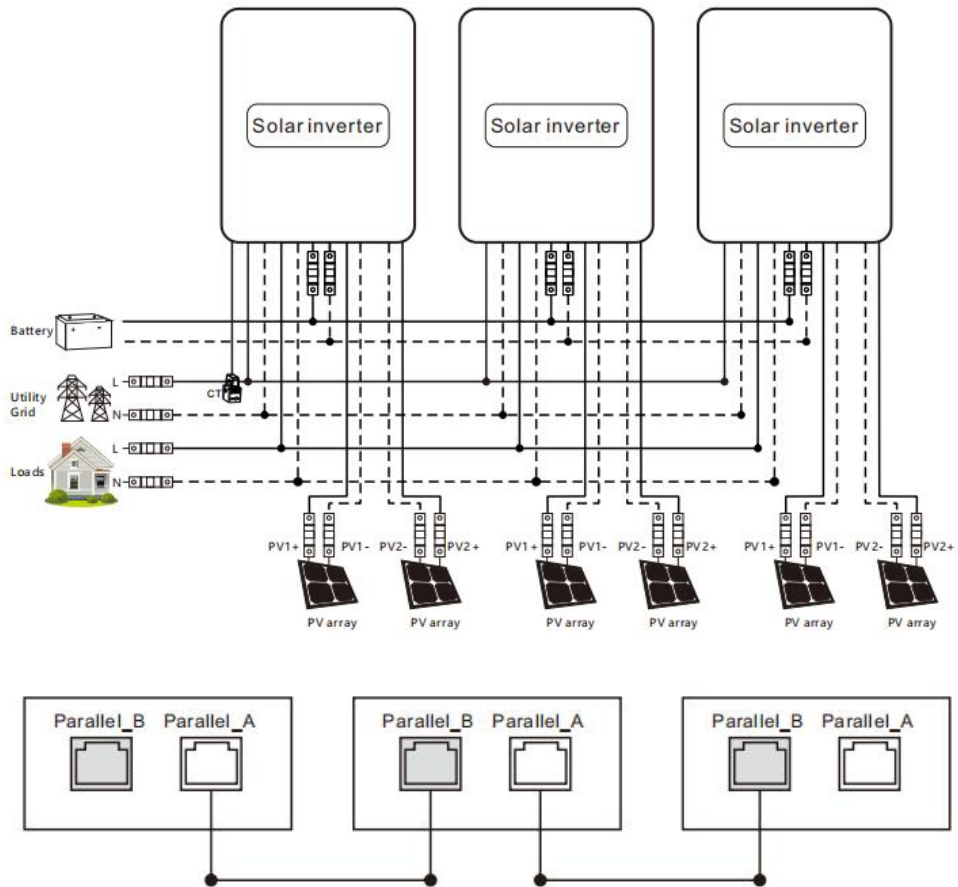 Solar inverter
Solar inverter
Solar inverter
Battery
Utility
Grid
L
N
CT
Loads
L
N
PV1+ PV1- PV2- PV2+
PV1+ PV1- PV2- PV2+
PV1+ PV1- PV2- PV2+
PV array PV array
PV array PV array
PV array PV array
Parallel_B Parallel_A
Parallel_B Parallel_A
Parallel_B Parallel_A